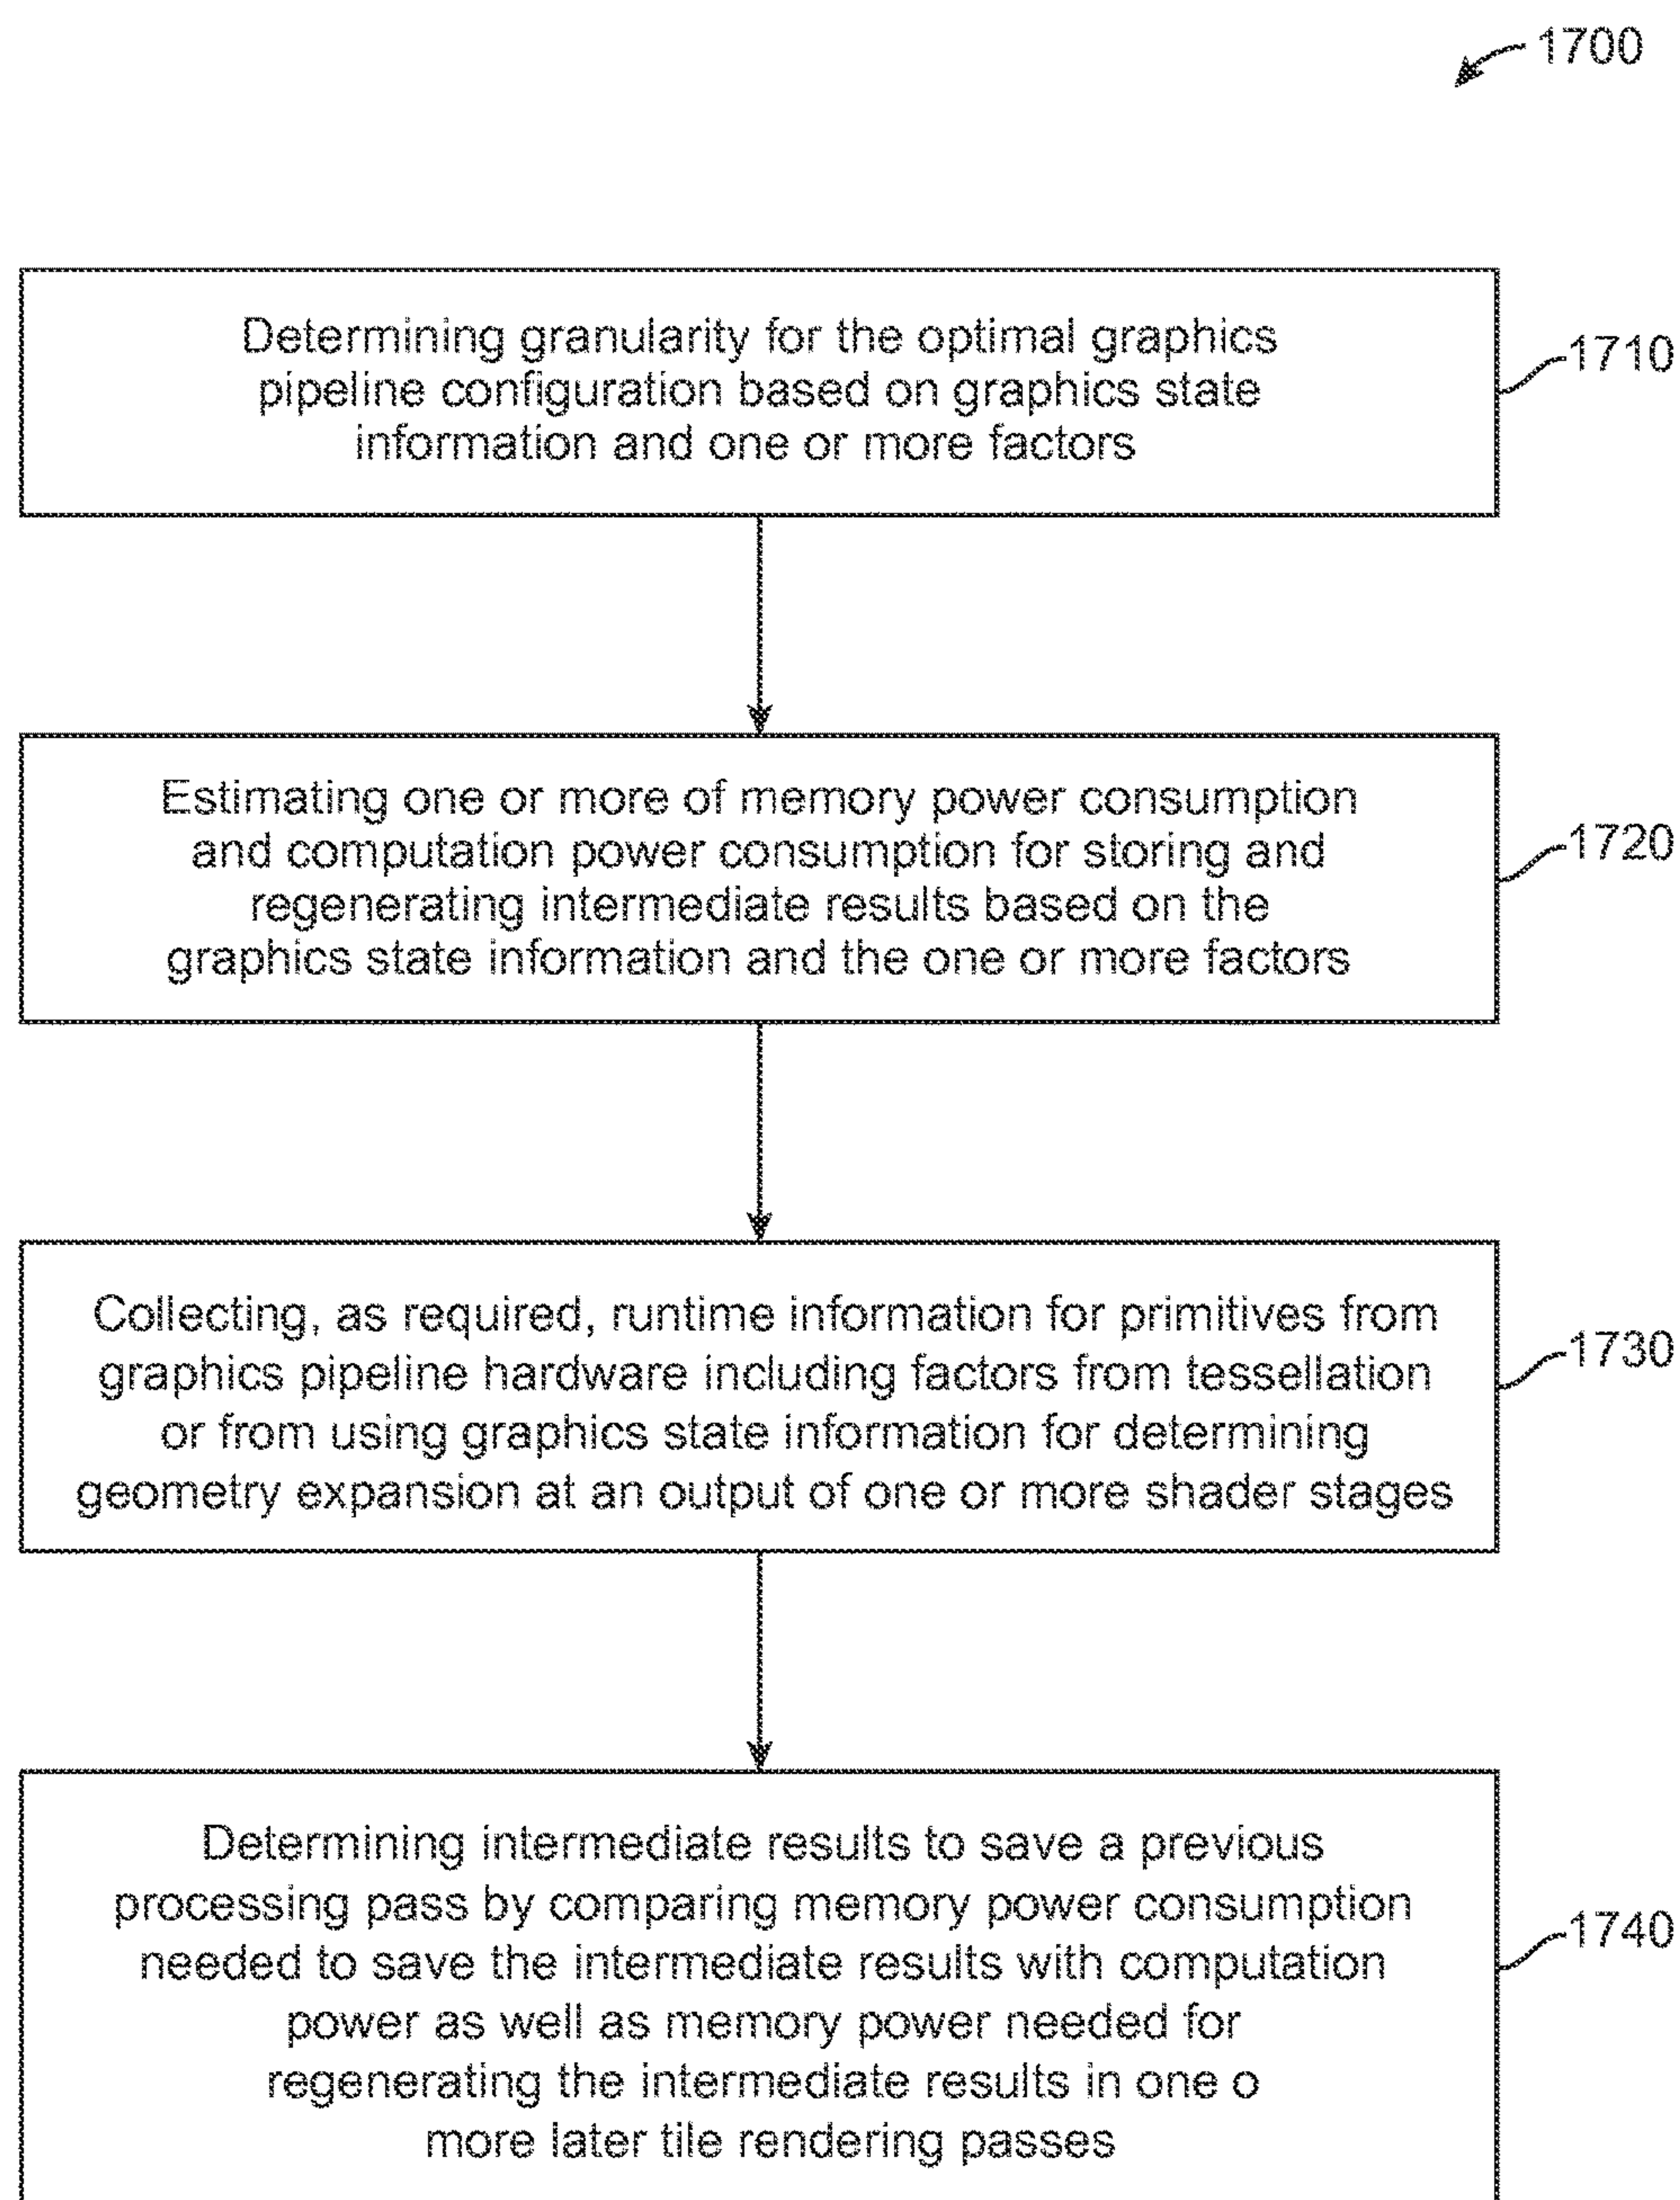 1700
Determining granularity for the optimal graphics
pipeline configuration based on graphics state
information and one or more factors
1710
Estimating one or more of memory power consumption
and computation power consumption for storing and
regenerating intermediate results based on the
graphics state information and the one or more factors
1720
Collecting, as required, runtime information for primitives from
graphics pipeline hardware including factors from tessellation
or from using graphics state information for determining
geometry expansion at an output of one or more shader stages
1730
Determining intermediate results to save a previous
processing pass by comparing memory power consumption
needed to save the intermediate results with computation
power as well as memory power needed for
regenerating the intermediate results in one o
more later tile rendering passes
1740